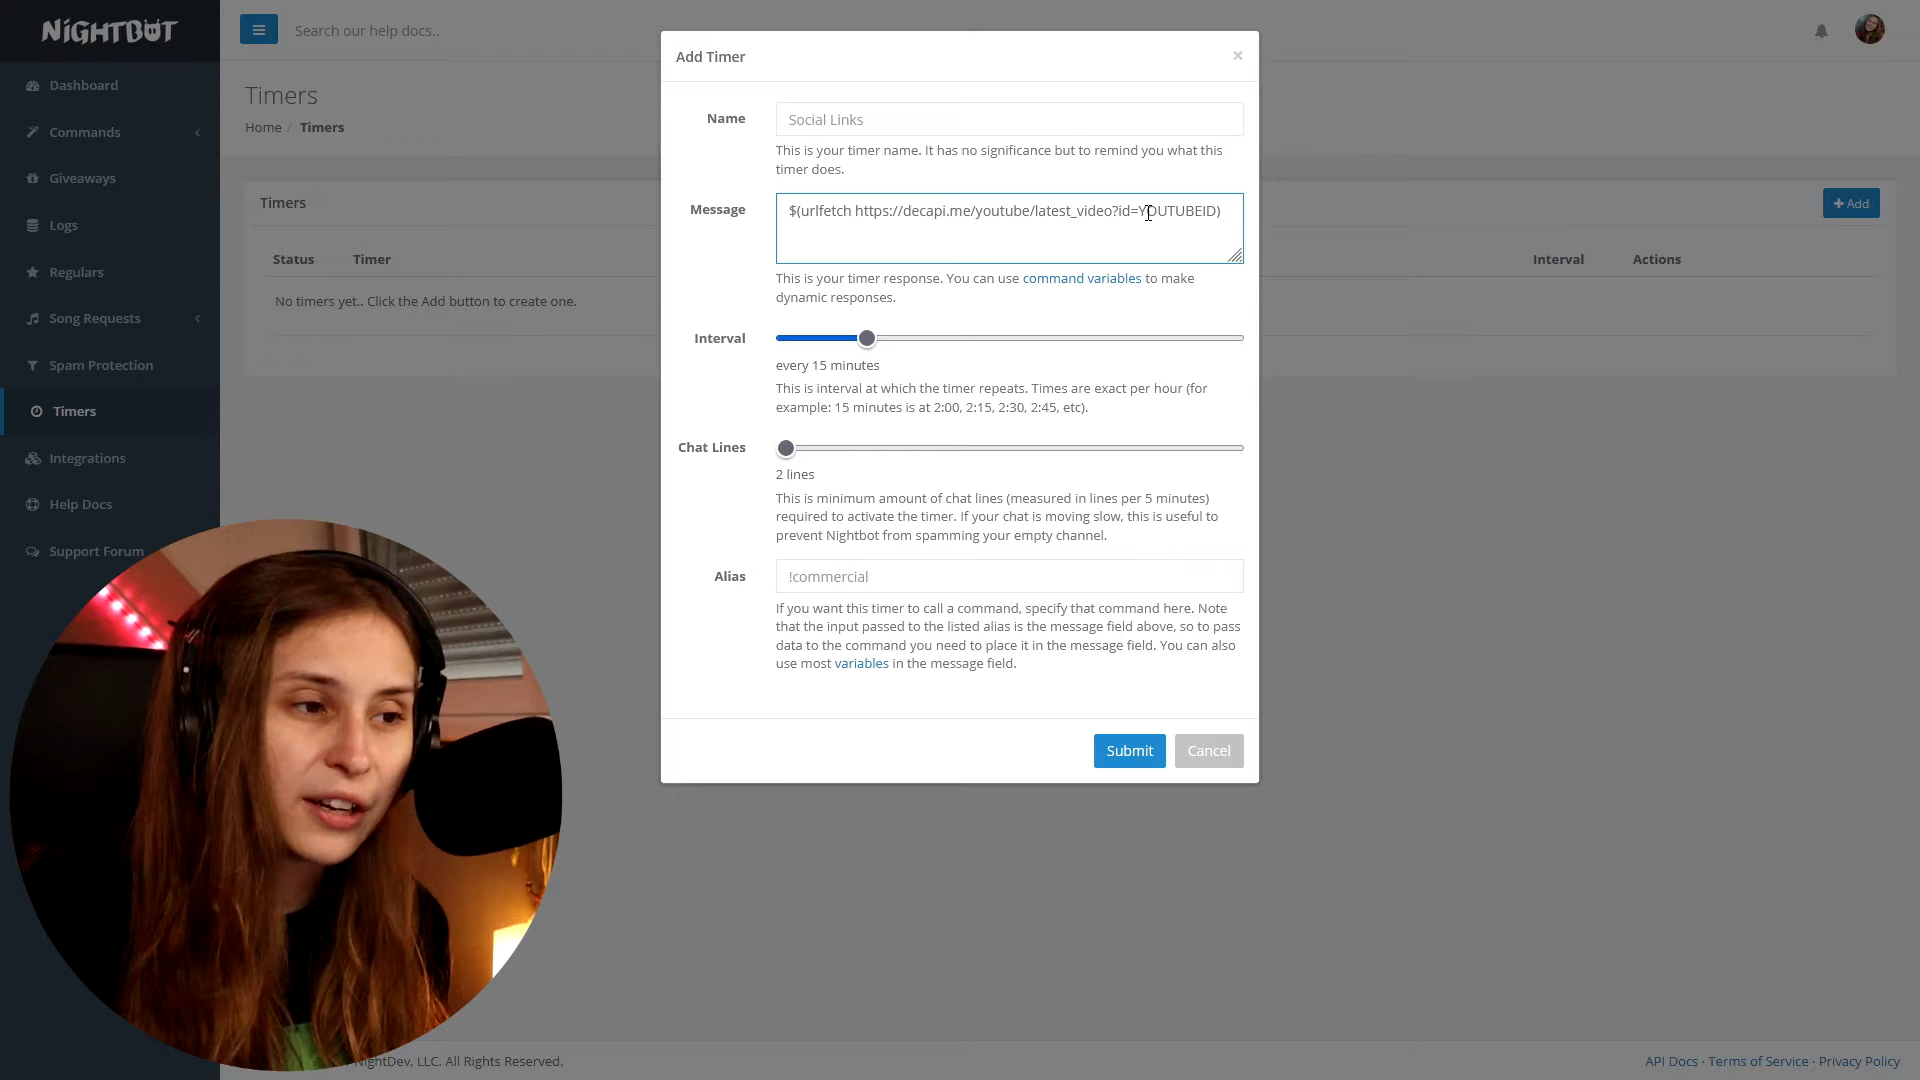 NiGHTBOT
Search our help docs..
Dashboard
Commands
Giveaways
Logs
Regulars
Song Requests
Spam Protection
Timers
Integrations
Help Docs
Support Forum
Timers
Home / Timers
Timers
+ Add
Status Timer Interval Actions
No timers yet.. Click the Add button to create one.
Add Timer ×
Name
Social Links
This is your timer name. It has no significance but to remind you what this
timer does.
Message
$(urlfetch https://decapi.me/youtube/latest_video?id=YOUTUBEID)
This is your timer response. You can use command variables to make
dynamic responses.
Interval
every 15 minutes
This is interval at which the timer repeats. Times are exact per hour (for
example: 15 minutes is at 2:00, 2:15, 2:30, 2:45, etc).
Chat Lines
2 lines
This is minimum amount of chat lines (measured in lines per 5 minutes)
required to activate the timer. If your chat is moving slow, this is useful to
prevent Nightbot from spamming your empty channel.
Alias
!commercial
If you want this timer to call a command, specify that command here. Note
that the input passed to the listed alias is the message field above, so to pass
data to the command you need to place it in the message field. You can also
use most variables in the message field.
Submit Cancel
NightDev, LLC. All Rights Reserved.
API Docs · Terms of Service · Privacy Policy